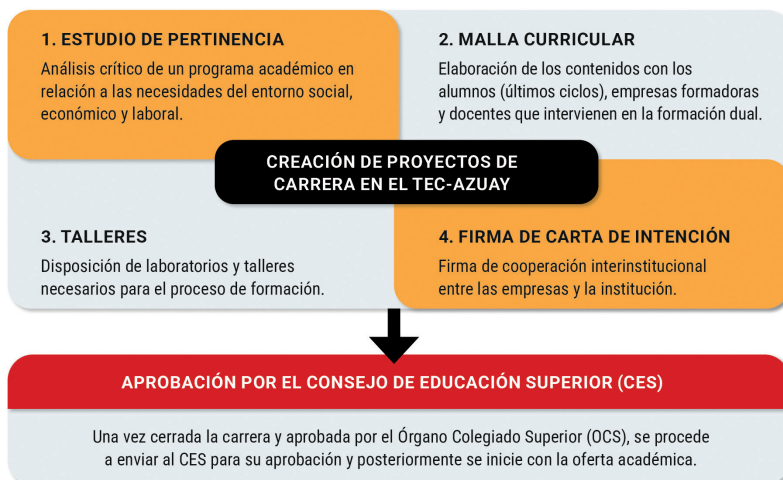 1. ESTUDIO DE PERTINENCIA
Análisis crítico de un programa académico en
relación a las necesidades del entorno social,
económico y laboral.
2. MALLA CURRICULAR
Elaboración de los contenidos con los
alumnos (últimos ciclos), empresas formadoras
y docentes que intervienen en la formación dual.
CREACIÓN DE PROYECTOS DE
CARRERA EN EL TEC-AZUAY
3. TALLERES
Disposición de laboratorios y talleres
necesarios para el proceso de formación.
4. FIRMA DE CARTA DE INTENCIÓN
Firma de cooperación interinstitucional
entre las empresas y la institución.
APROBACIÓN POR EL CONSEJO DE EDUCACIÓN SUPERIOR (CES)
Una vez cerrada la carrera y aprobada por el Órgano Colegiado Superior (OCS), se procede
a enviar al CES para su aprobación y posteriormente se inicie con la oferta académica.